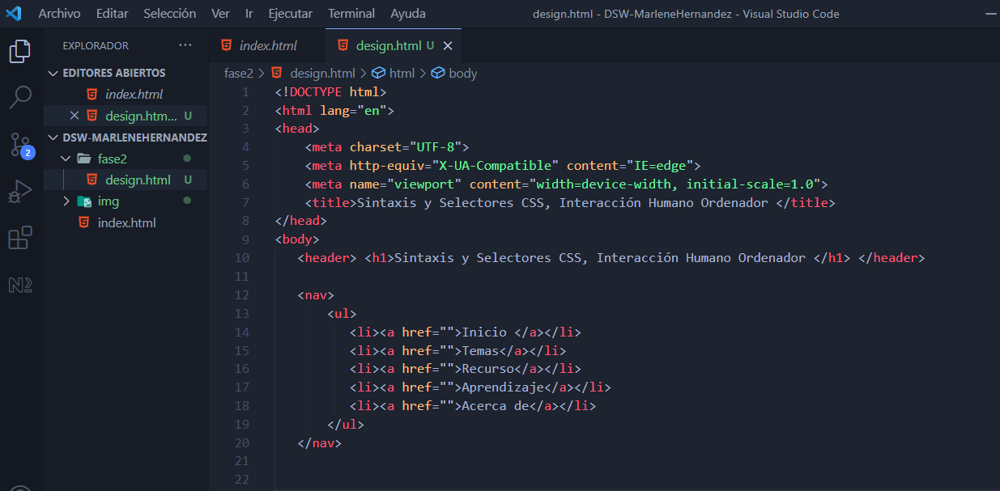 Archivo Editar Selección Ver Ir Ejecutar Terminal Ayuda design.html - DSW-MarleneHernandez - Visual Studio Code
EXPLORADOR ...
EDITORES ABIERTOS
index.html
design.htm... U
DSW-MARLENEHERNANDEZ
fase2
design.html U
img
index.html
2
index.html design.html U
fase2 > design.html > html > body
1 <!DOCTYPE html>
2 <html lang="en">
3 <head>
4 <meta charset="UTF-8">
5 <meta http-equiv="X-UA-Compatible" content="IE=edge">
6 <meta name="viewport" content="width=device-width, initial-scale=1.0">
7 <title>Sintaxis y Selectores CSS, Interacción Humano Ordenador </title>
8 </head>
9 <body>
10 <header> <h1>Sintaxis y Selectores CSS, Interacción Humano Ordenador </h1> </header>
11
12 <nav>
13 <ul>
14 <li><a href="">Inicio </a></li>
15 <li><a href="">Temas</a></li>
16 <li><a href="">Recurso</a></li>
17 <li><a href="">Aprendizaje</a></li>
18 <li><a href="">Acerca de</a></li>
19 </ul>
20 </nav>
21
22